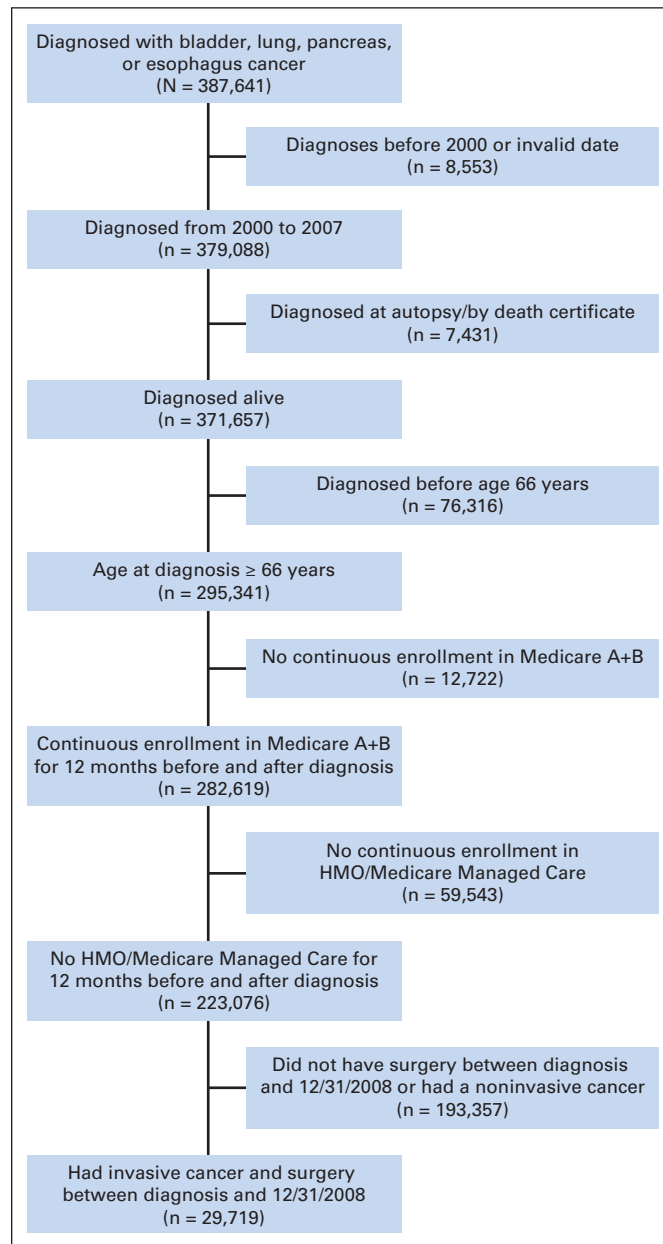 Diagnosed with bladder, lung, pancreas,
or esophagus cancer
(N = 387,641)
Diagnoses before 2000 or invalid date
(n = 8,553)
Diagnosed from 2000 to 2007
(n = 379,088)
Diagnosed at autopsy/by death certificate
(n = 7,431)
Diagnosed alive
(n = 371,657)
Diagnosed before age 66 years
(n = 76,316)
Age at diagnosis ≥ 66 years
(n = 295,341)
No continuous enrollment in Medicare A+B
(n = 12,722)
Continuous enrollment in Medicare A+B
for 12 months before and after diagnosis
(n = 282,619)
No continuous enrollment in
HMO/Medicare Managed Care
(n = 59,543)
No HMO/Medicare Managed Care for
12 months before and after diagnosis
(n = 223,076)
Did not have surgery between diagnosis
and 12/31/2008 or had a noninvasive cancer
(n = 193,357)
Had invasive cancer and surgery
between diagnosis and 12/31/2008
(n = 29,719)